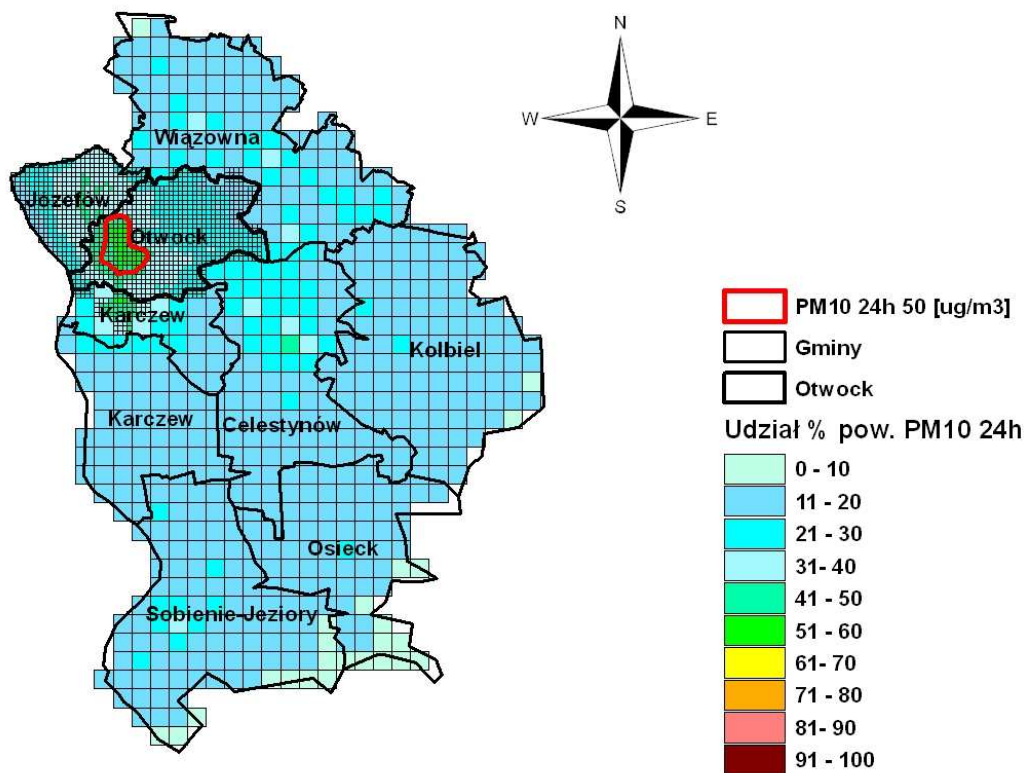 N
W
E
S
Wiązowna
Józefów
Otwock
Karczew
Kolbiel
Karczew
Celestynów
Osieck
Sobienie-Jeziory
PM10 24h 50 [ug/m3]
Gminy
Otwock
Udział % pow. PM10 24h
0 - 10
11 - 20
21 - 30
31- 40
41 - 50
51 - 60
61- 70
71 - 80
81- 90
91 - 100